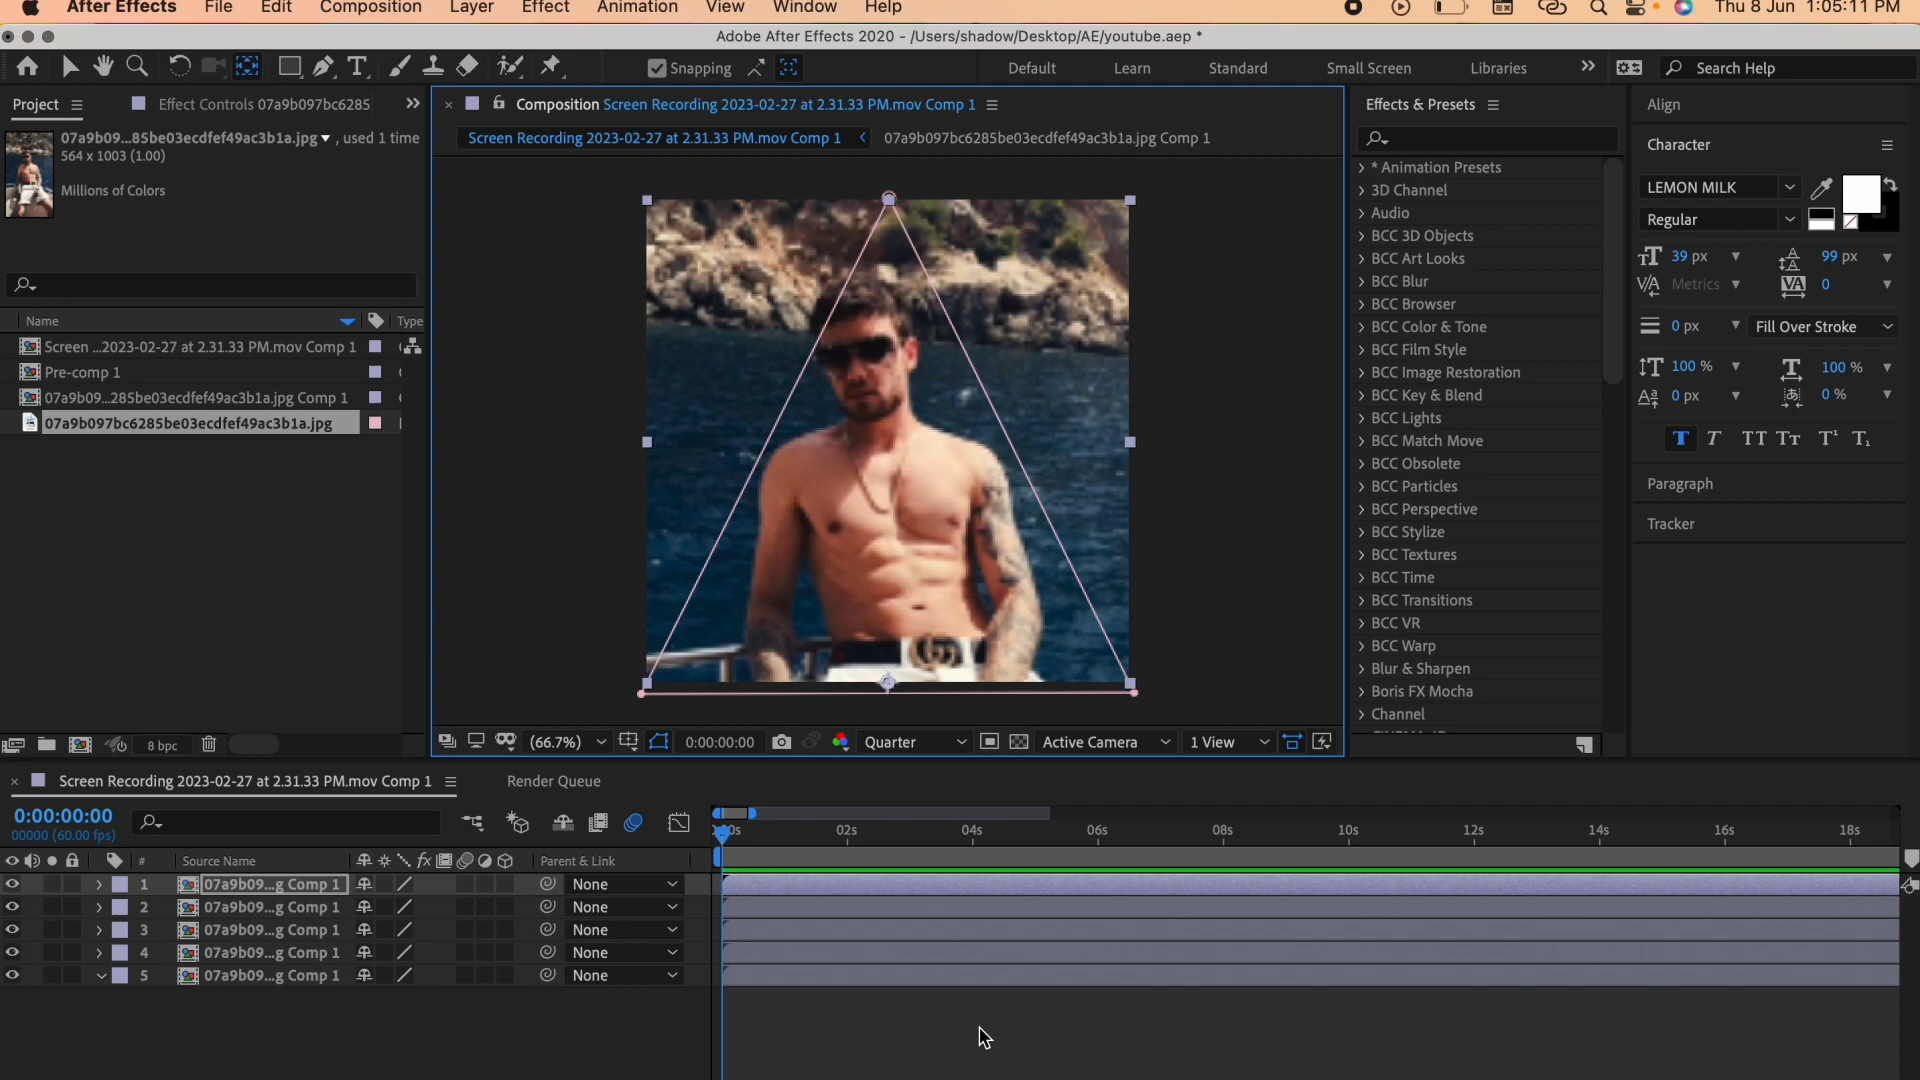 After Effects File Edit Composition Layer Effect Animation View Window Help Thu 8 Jun 1:05:11 PM
Adobe After Effects 2020 - /Users/shadow/Desktop/AE/youtube.aep *
Snapping Default Learn Standard Small Screen Libraries Search Help
Project Effect Controls 07a9b097bc6285
07a9b09...85be03ecdfef49ac3b1a.jpg , used 1 time
564 x 1003 (1.00)
Millions of Colors
Name Type
Screen ...2023-02-27 at 2.31.33 PM.mov Comp 1
Pre-comp 1
07a9b09...285be03ecdfef49ac3b1a.jpg Comp 1
07a9b097bc6285be03ecdfef49ac3b1a.jpg
8 bpc
Composition Screen Recording 2023-02-27 at 2.31.33 PM.mov Comp 1
Screen Recording 2023-02-27 at 2.31.33 PM.mov Comp 1 07a9b097bc6285be03ecdfef49ac3b1a.jpg Comp 1
(66.7%) 0:00:00:00 Quarter Active Camera 1 View
Effects & Presets
* Animation Presets
3D Channel
Audio
BCC 3D Objects
BCC Art Looks
BCC Blur
BCC Browser
BCC Color & Tone
BCC Film Style
BCC Image Restoration
BCC Key & Blend
BCC Lights
BCC Match Move
BCC Obsolete
BCC Particles
BCC Perspective
BCC Stylize
BCC Textures
BCC Time
BCC Transitions
BCC VR
BCC Warp
Blur & Sharpen
Boris FX Mocha
Channel
Align
Character
LEMON MILK
Regular
39 px 99 px
Metrics 0
0 px Fill Over Stroke
100 % 100 %
0 px 0 %
T T TT Tt T¹ T₁
Paragraph
Tracker
Screen Recording 2023-02-27 at 2.31.33 PM.mov Comp 1 Render Queue
0:00:00:00
00000 (60.00 fps)
0s 02s 04s 06s 08s 10s 12s 14s 16s 18s
# Source Name fx Parent & Link
1 07a9b09...g Comp 1 None
2 07a9b09...g Comp 1 None
3 07a9b09...g Comp 1 None
4 07a9b09...g Comp 1 None
5 07a9b09...g Comp 1 None